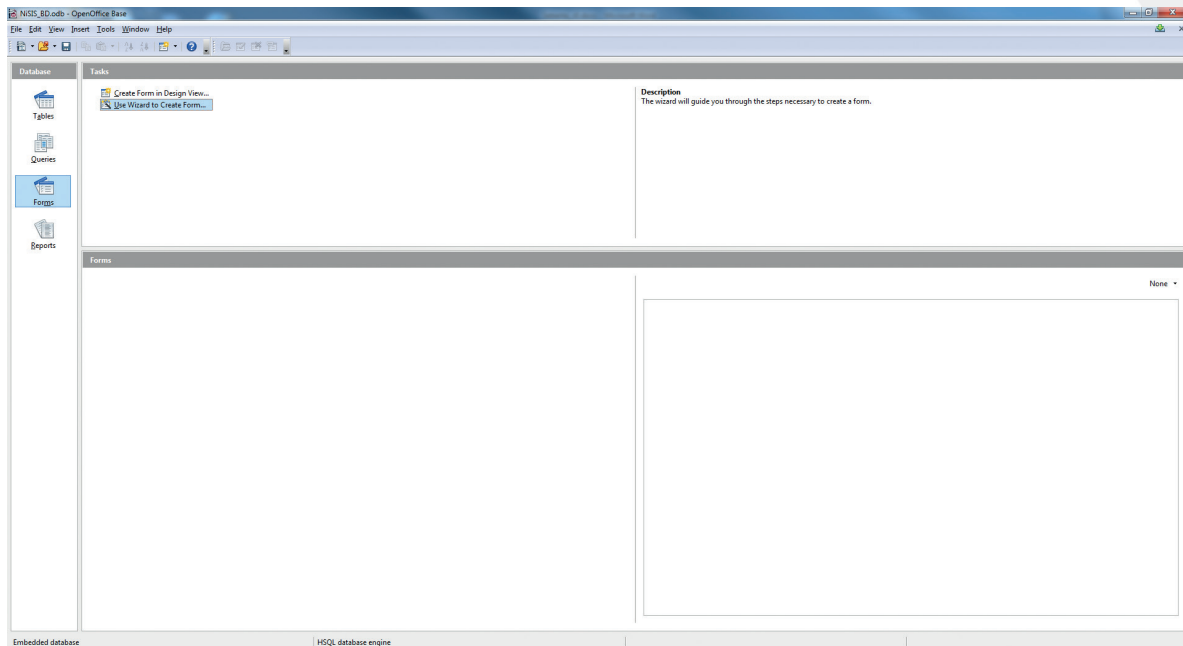 NiSIS_BD.odb - OpenOffice Base
File Edit View Insert Tools Window Help
Database
Tables
Queries
Forms
Reports
Tasks
Create Form in Design View...
Use Wizard to Create Form...
Description
The wizard will guide you through the steps necessary to create a form.
Forms
None
Embedded database
HSQL database engine